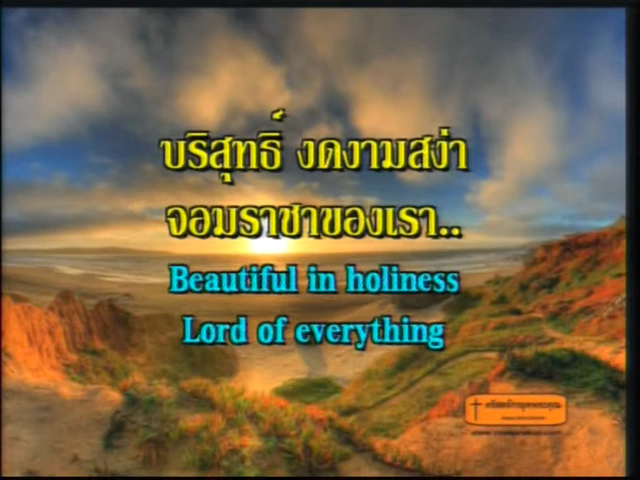 บริสุทธิ์ งดงามสง่า
จอมราชาของเรา..
Beautiful in holiness
Lord of everything